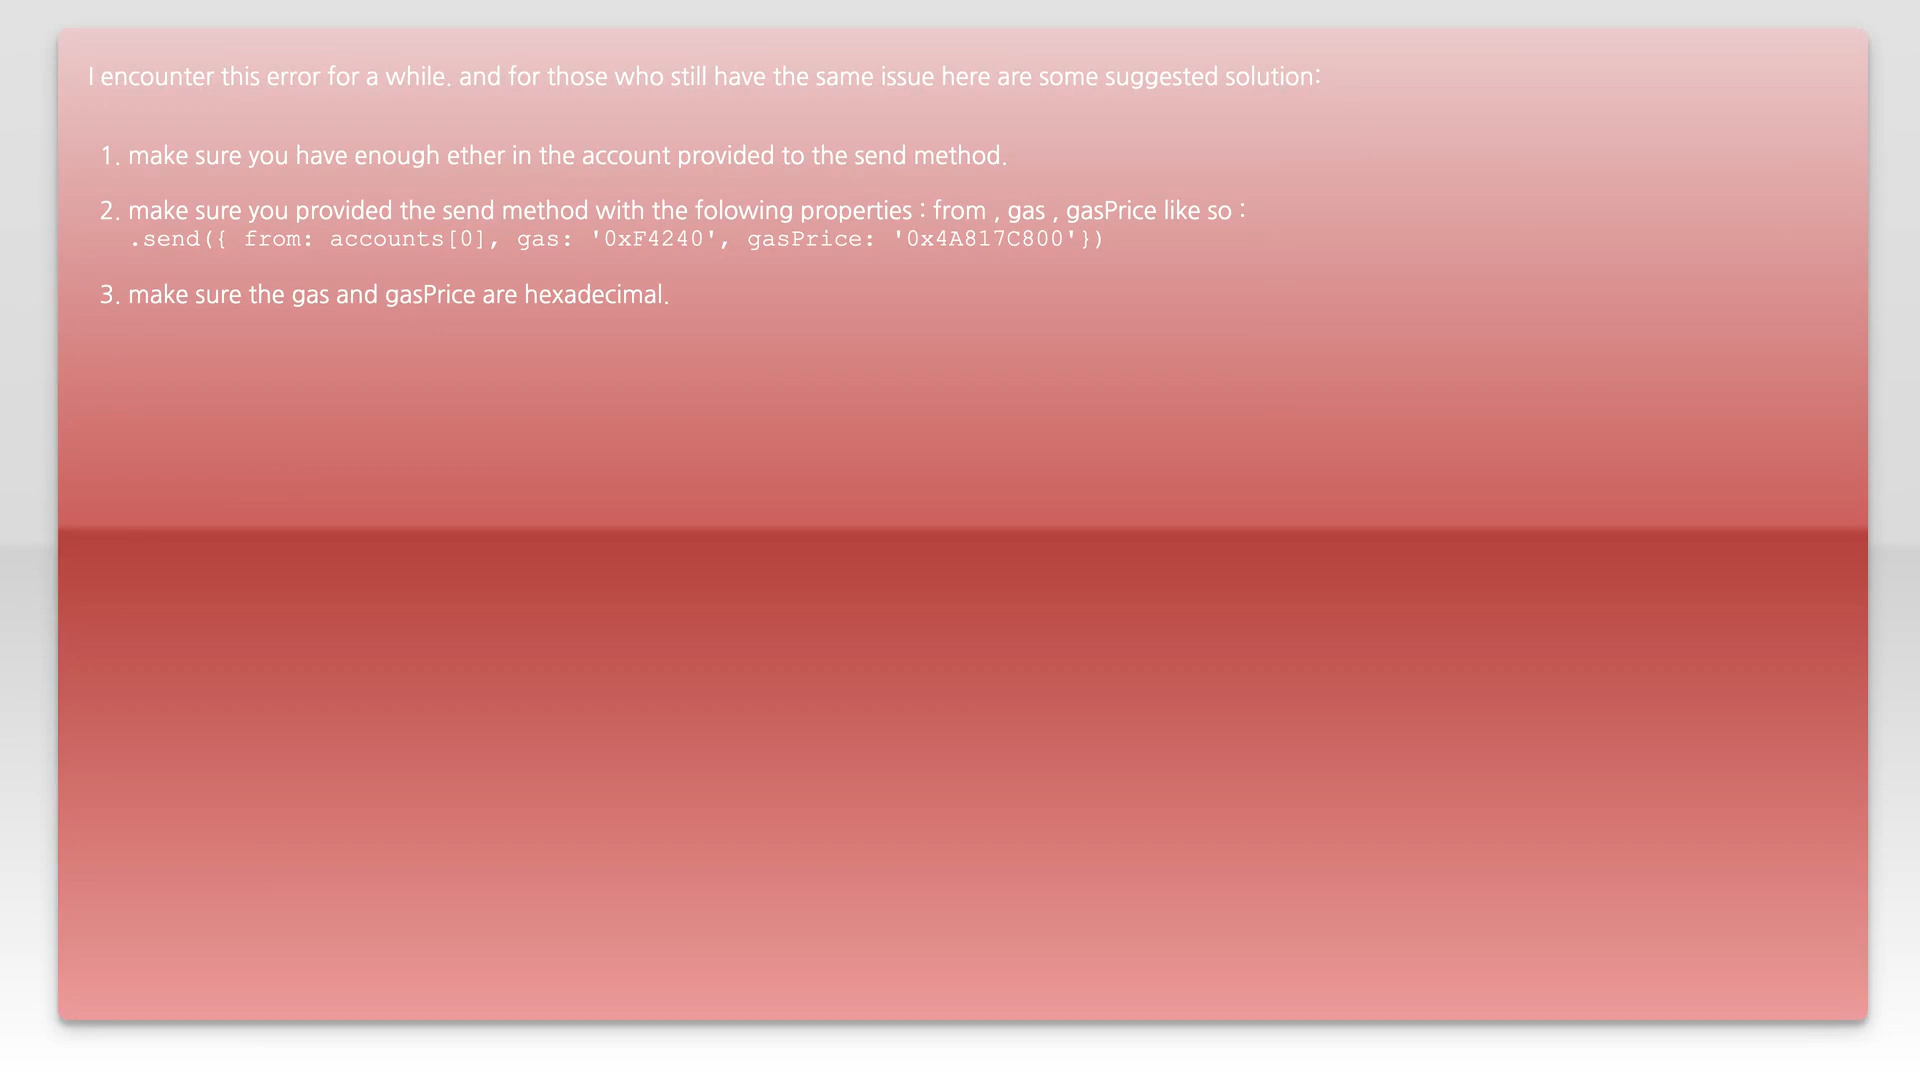 I encounter this error for a while. and for those who still have the same issue here are some suggested solution:
1. make sure you have enough ether in the account provided to the send method.
2. make sure you provided the send method with the folowing properties : from , gas , gasPrice like so :
.send({ from: accounts[0], gas: '0xF4240', gasPrice: '0x4A817C800'})
3. make sure the gas and gasPrice are hexadecimal.